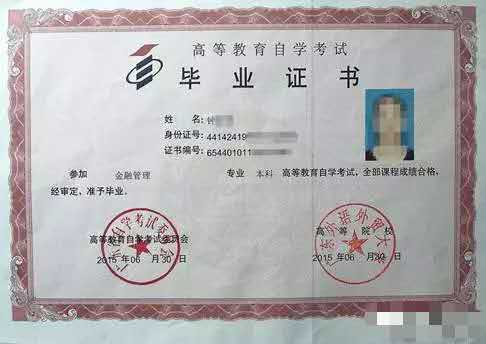 高等教育自学考试
毕业证书
姓 名: 钟
身份证号: 44142419
证书编号: 654401011
参加 金融管理 专业 本科 高等教育自学考试，全部课程成绩合格，
经审定，准予毕业。
高等教育自学考试委员会 高等院校
2015年06月30日 2015年06月30日